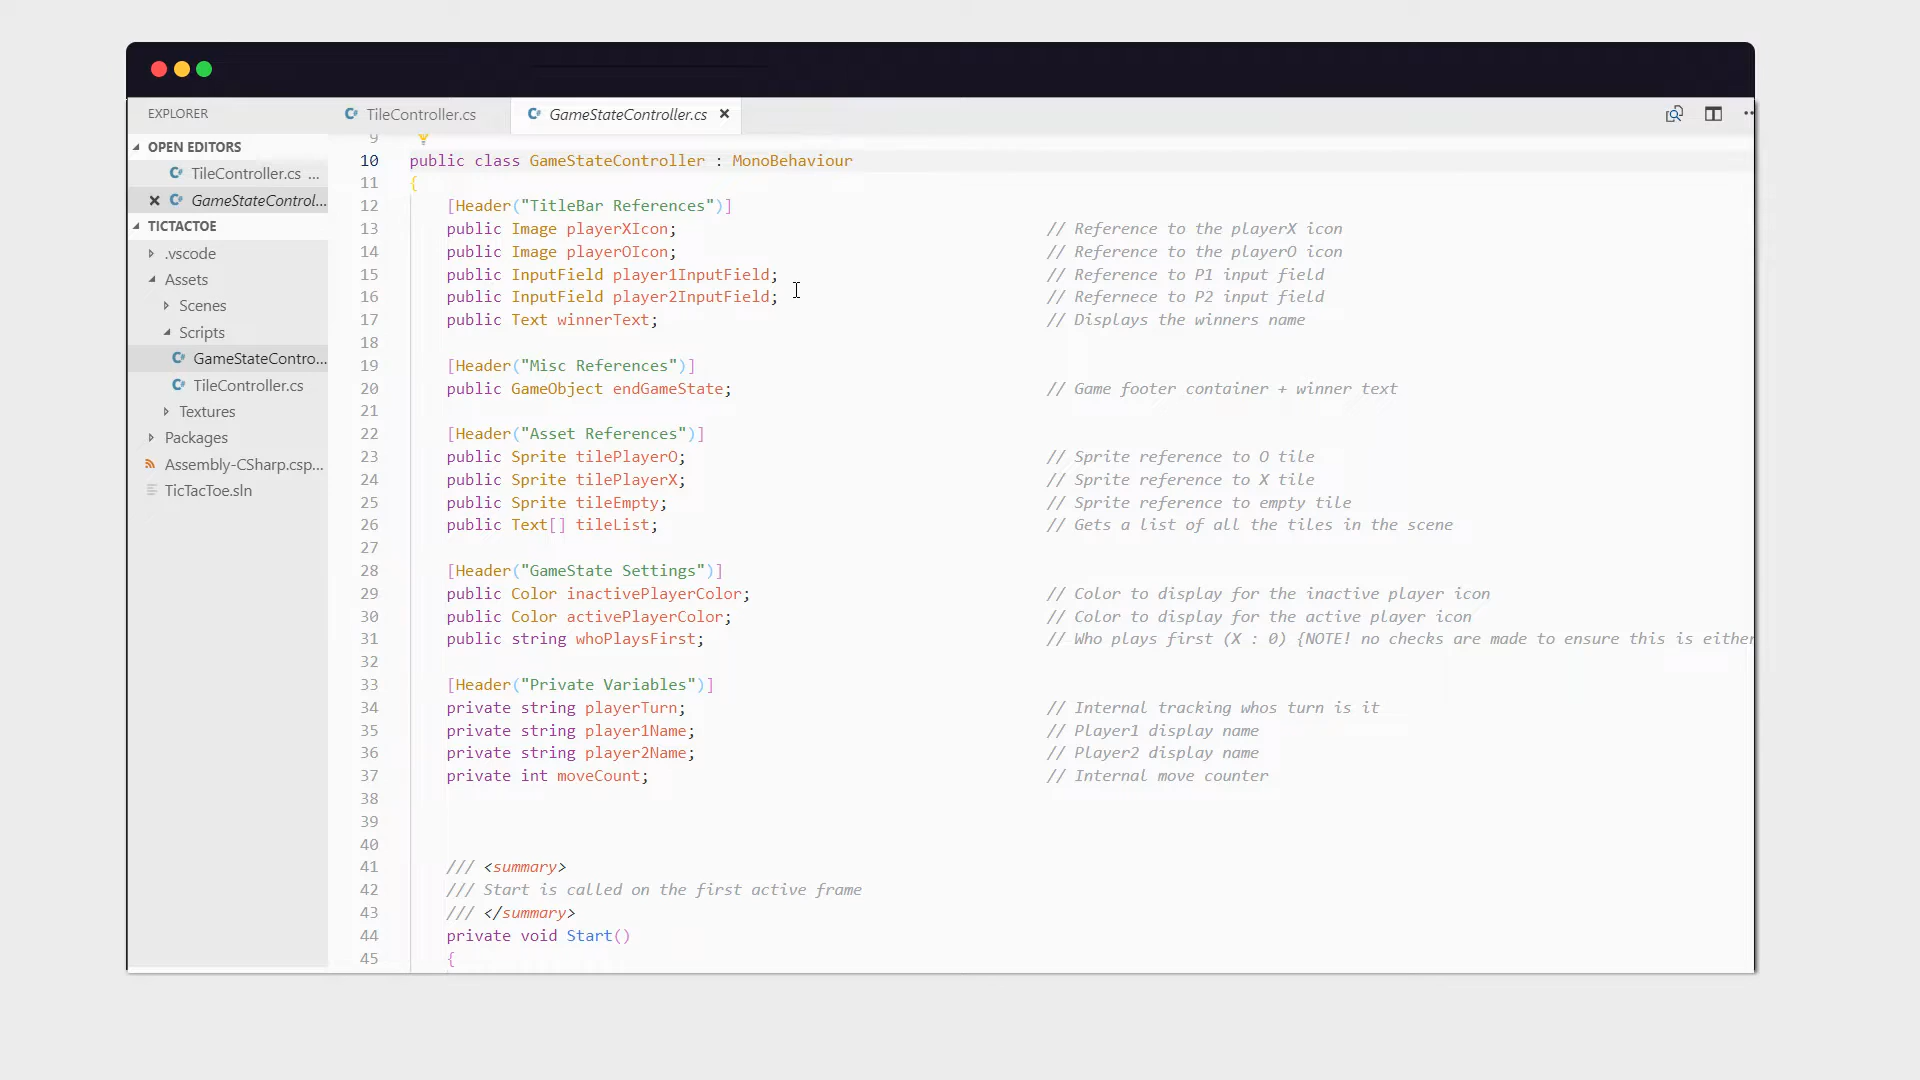 EXPLORER
OPEN EDITORS
TileController.cs ...
GameStateControl...
TICTACTOE
.vscode
Assets
Scenes
Scripts
GameStateContro...
TileController.cs
Textures
Packages
Assembly-CSharp.csp...
TicTacToe.sln
TileController.cs
GameStateController.cs
9
10 public class GameStateController : MonoBehaviour
11 {
12 [Header("TitleBar References")]
13 public Image playerXIcon; // Reference to the playerX icon
14 public Image playerOIcon; // Reference to the playerO icon
15 public InputField player1InputField; // Reference to P1 input field
16 public InputField player2InputField; // Refernece to P2 input field
17 public Text winnerText; // Displays the winners name
18
19 [Header("Misc References")]
20 public GameObject endGameState; // Game footer container + winner text
21
22 [Header("Asset References")]
23 public Sprite tilePlayerO; // Sprite reference to O tile
24 public Sprite tilePlayerX; // Sprite reference to X tile
25 public Sprite tileEmpty; // Sprite reference to empty tile
26 public Text[] tileList; // Gets a list of all the tiles in the scene
27
28 [Header("GameState Settings")]
29 public Color inactivePlayerColor; // Color to display for the inactive player icon
30 public Color activePlayerColor; // Color to display for the active player icon
31 public string whoPlaysFirst; // Who plays first (X : 0) {NOTE! no checks are made to ensure this is either
32
33 [Header("Private Variables")]
34 private string playerTurn; // Internal tracking whos turn is it
35 private string player1Name; // Player1 display name
36 private string player2Name; // Player2 display name
37 private int moveCount; // Internal move counter
38
39
40
41 /// <summary>
42 /// Start is called on the first active frame
43 /// </summary>
44 private void Start()
45 {